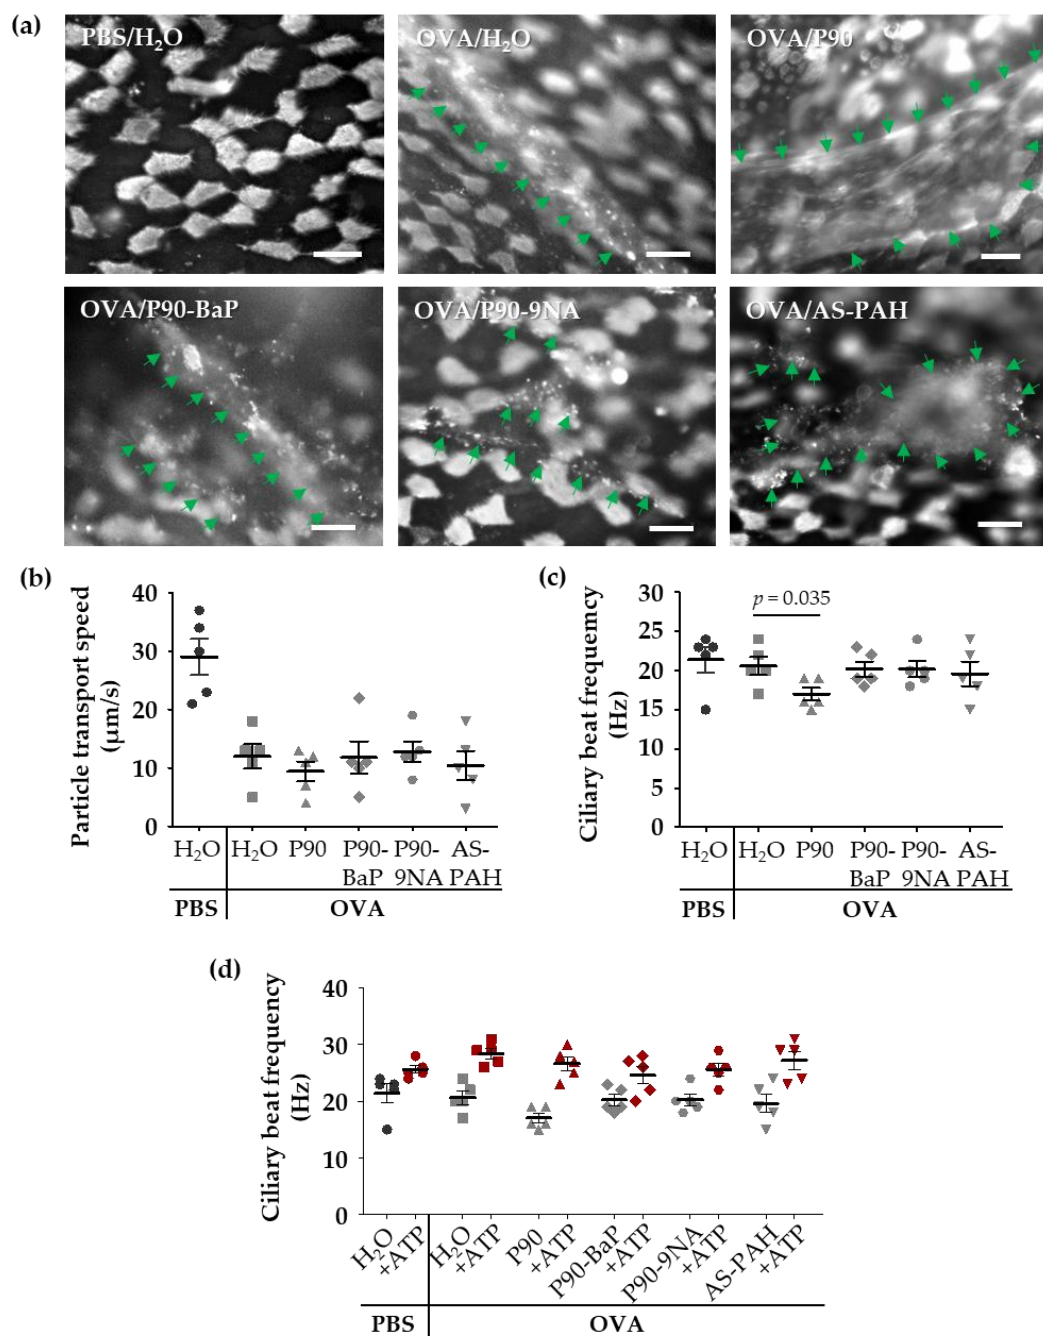 (a)
PBS/H₂O
OVA/H₂O
OVA/P90
OVA/P90-BaP
OVA/P90-9NA
OVA/AS-PAH
(b)
Particle transport speed
(µm/s)
40
30
20
10
0
H₂O
H₂O
P90
P90-
BaP
P90-
9NA
AS-
PAH
PBS
OVA
(c)
Ciliary beat frequemcy
(Hz)
30
25
20
15
10
5
0
p = 0.035
H₂O
H₂O
P90
P90-
BaP
P90-
9NA
AS-
PAH
PBS
OVA
(d)
Ciliary beat frequency
(Hz)
40
30
20
10
0
H₂O
+ATP
H₂O
+ATP
P90
+ATP
P90-BaP
+ATP
P90-9NA
+ATP
AS-PAH
+ATP
PBS
OVA